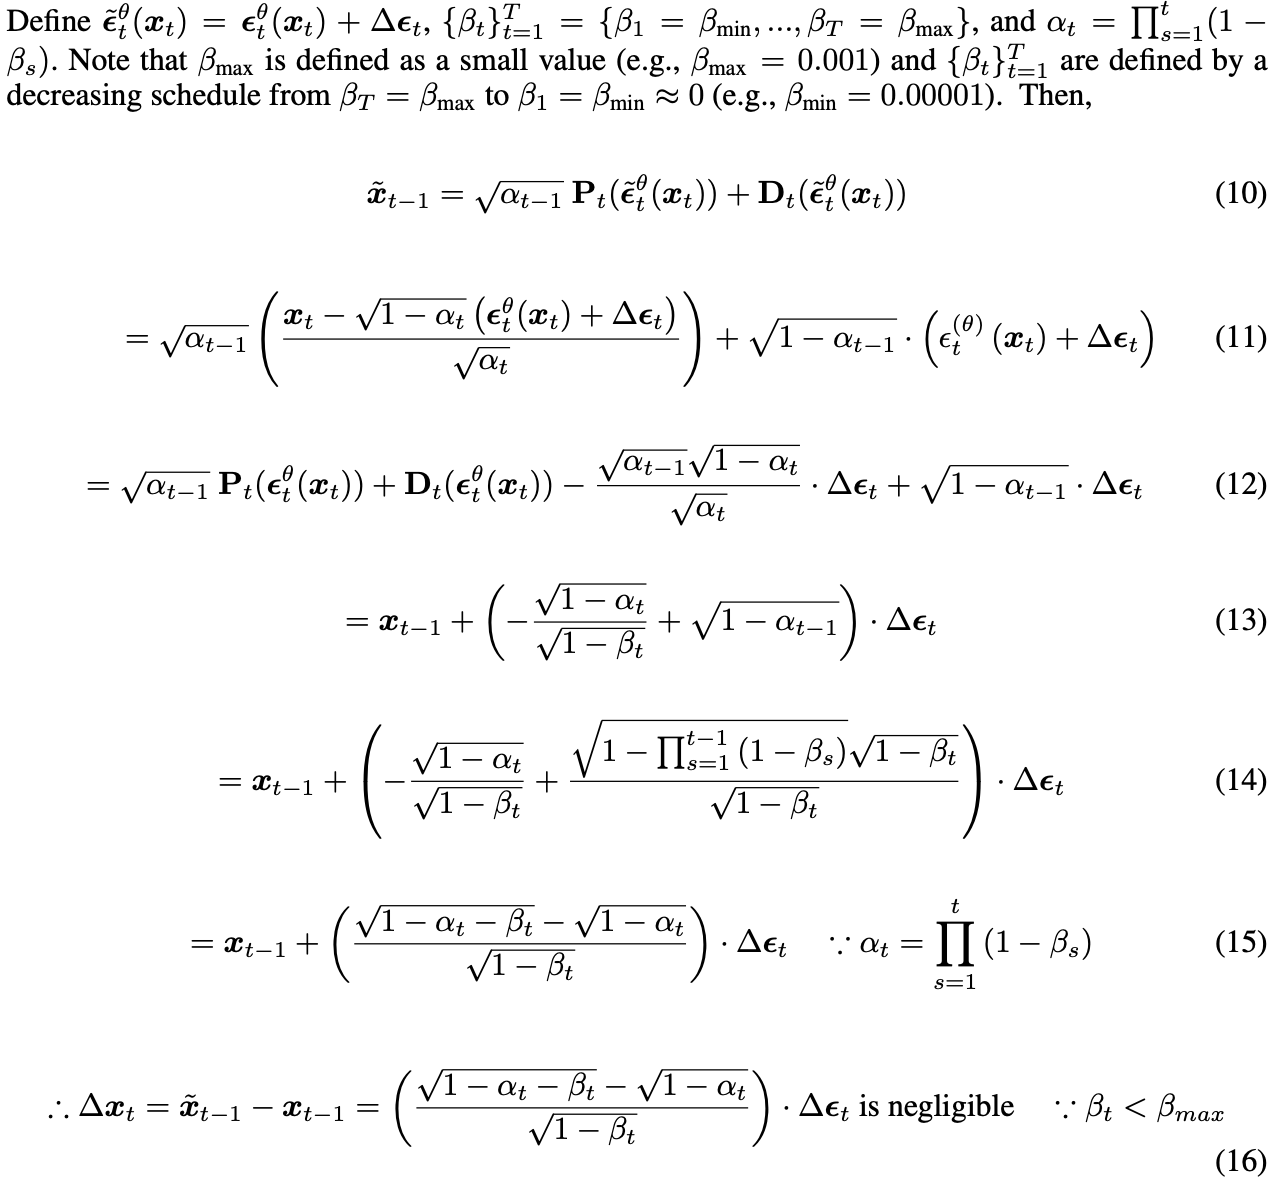 Define $\tilde{\boldsymbol{\epsilon}}_t^\theta(\boldsymbol{x}_t) = \boldsymbol{\epsilon}_t^\theta(\boldsymbol{x}_t) + \Delta\boldsymbol{\epsilon}_t$, $\{\beta_t\}_{t=1}^T = \{\beta_1 = \beta_{\text{min}}, ..., \beta_T = \beta_{\text{max}}\}$, and $\alpha_t = \prod_{s=1}^t (1 -$
$\beta_s)$. Note that $\beta_{\text{max}}$ is defined as a small value (e.g., $\beta_{\text{max}} = 0.001$) and $\{\beta_t\}_{t=1}^T$ are defined by a
decreasing schedule from $\beta_T = \beta_{\text{max}}$ to $\beta_1 = \beta_{\text{min}} \approx 0$ (e.g., $\beta_{\text{min}} = 0.00001$). Then,
$\tilde{\boldsymbol{x}}_{t-1} = \sqrt{\alpha_{t-1}}\, \mathbf{P}_t(\tilde{\boldsymbol{\epsilon}}_t^\theta(\boldsymbol{x}_t)) + \mathbf{D}_t(\tilde{\boldsymbol{\epsilon}}_t^\theta(\boldsymbol{x}_t))$ (10)
$= \sqrt{\alpha_{t-1}} \left( \frac{\boldsymbol{x}_t - \sqrt{1-\alpha_t}\left(\boldsymbol{\epsilon}_t^\theta(\boldsymbol{x}_t) + \Delta\boldsymbol{\epsilon}_t\right)}{\sqrt{\alpha_t}} \right) + \sqrt{1-\alpha_{t-1}} \cdot \left( \epsilon_t^{(\theta)}(\boldsymbol{x}_t) + \Delta\boldsymbol{\epsilon}_t \right)$ (11)
$= \sqrt{\alpha_{t-1}}\, \mathbf{P}_t(\boldsymbol{\epsilon}_t^\theta(\boldsymbol{x}_t)) + \mathbf{D}_t(\boldsymbol{\epsilon}_t^\theta(\boldsymbol{x}_t)) - \frac{\sqrt{\alpha_{t-1}}\sqrt{1-\alpha_t}}{\sqrt{\alpha_t}} \cdot \Delta\boldsymbol{\epsilon}_t + \sqrt{1-\alpha_{t-1}} \cdot \Delta\boldsymbol{\epsilon}_t$ (12)
$= \boldsymbol{x}_{t-1} + \left( -\frac{\sqrt{1-\alpha_t}}{\sqrt{1-\beta_t}} + \sqrt{1-\alpha_{t-1}} \right) \cdot \Delta\boldsymbol{\epsilon}_t$ (13)
$= \boldsymbol{x}_{t-1} + \left( -\frac{\sqrt{1-\alpha_t}}{\sqrt{1-\beta_t}} + \frac{\sqrt{1-\prod_{s=1}^{t-1}(1-\beta_s)}\sqrt{1-\beta_t}}{\sqrt{1-\beta_t}} \right) \cdot \Delta\boldsymbol{\epsilon}_t$ (14)
$= \boldsymbol{x}_{t-1} + \left( \frac{\sqrt{1-\alpha_t-\beta_t} - \sqrt{1-\alpha_t}}{\sqrt{1-\beta_t}} \right) \cdot \Delta\boldsymbol{\epsilon}_t \quad \because \alpha_t = \prod_{s=1}^{t}(1-\beta_s)$ (15)
$\therefore \Delta\boldsymbol{x}_t = \tilde{\boldsymbol{x}}_{t-1} - \boldsymbol{x}_{t-1} = \left( \frac{\sqrt{1-\alpha_t-\beta_t} - \sqrt{1-\alpha_t}}{\sqrt{1-\beta_t}} \right) \cdot \Delta\boldsymbol{\epsilon}_t$ is negligible $\quad \because \beta_t < \beta_{max}$
(16)